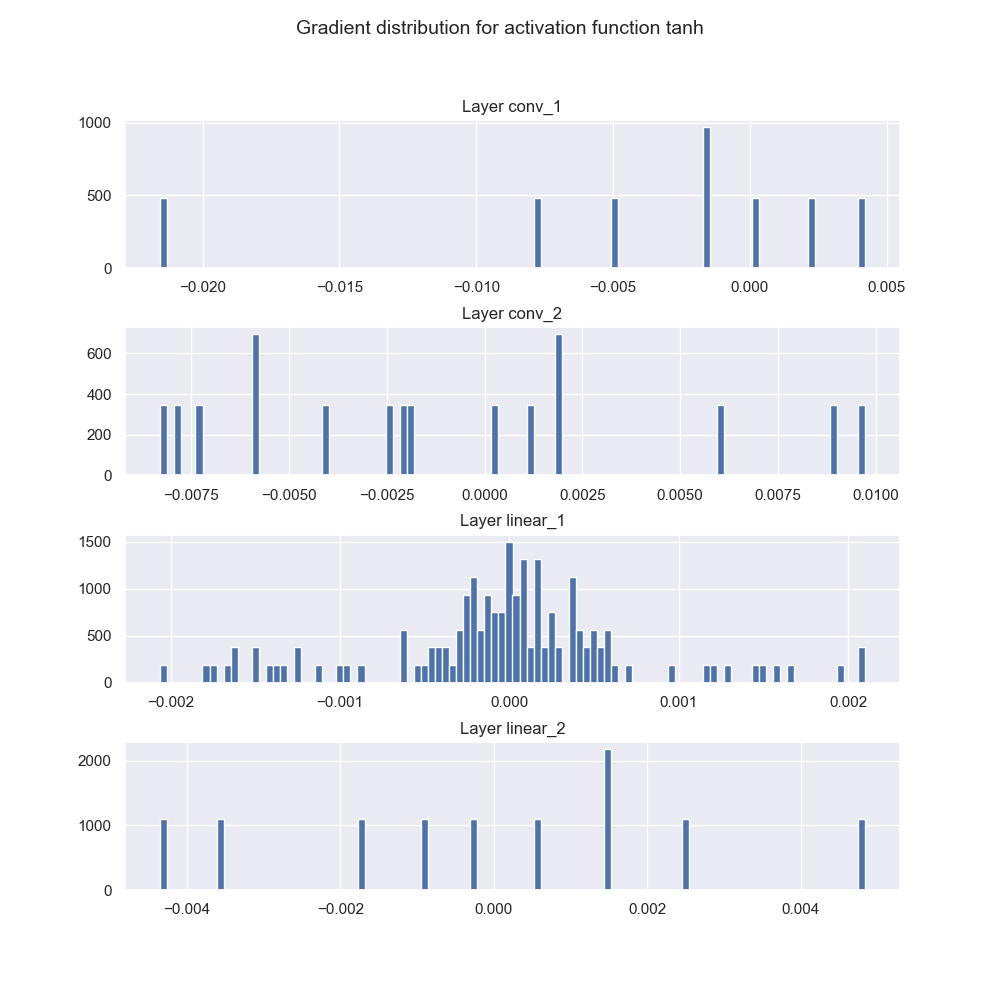 Gradient distribution for activation function tanh
Layer conv_1
1000
500
0
−0.020 −0.015 −0.010 −0.005 0.000 0.005
Layer conv_2
600
400
200
0
−0.0075 −0.0050 −0.0025 0.0000 0.0025 0.0050 0.0075 0.0100
Layer linear_1
1500
1000
500
0
−0.002 −0.001 0.000 0.001 0.002
Layer linear_2
2000
1000
0
−0.004 −0.002 0.000 0.002 0.004